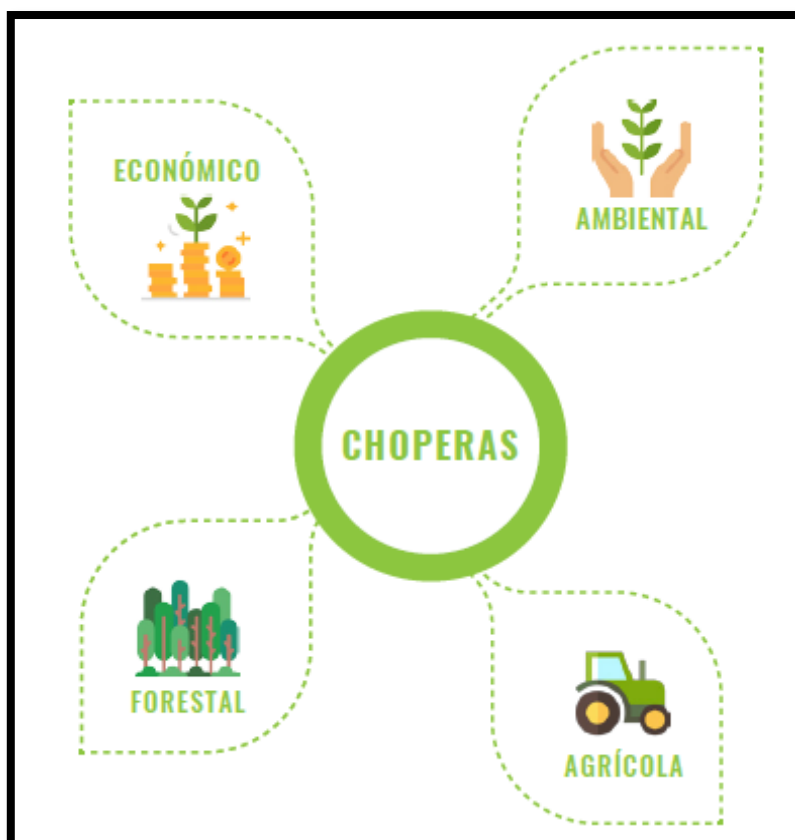 ECONÓMICO
AMBIENTAL
CHOPERAS
FORESTAL
AGRÍCOLA